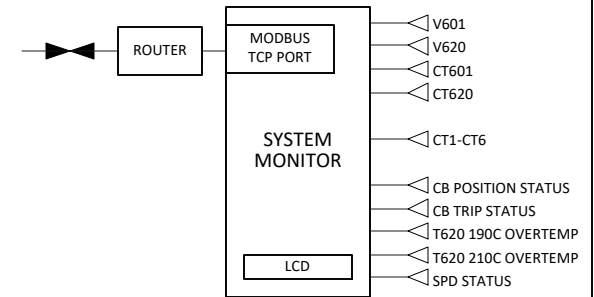 ROUTER
MODBUS
TCP PORT
SYSTEM
MONITOR
LCD
V601
V620
CT601
CT620
CT1-CT6
CB POSITION STATUS
CB TRIP STATUS
T620 190C OVERTEMP
T620 210C OVERTEMP
SPD STATUS